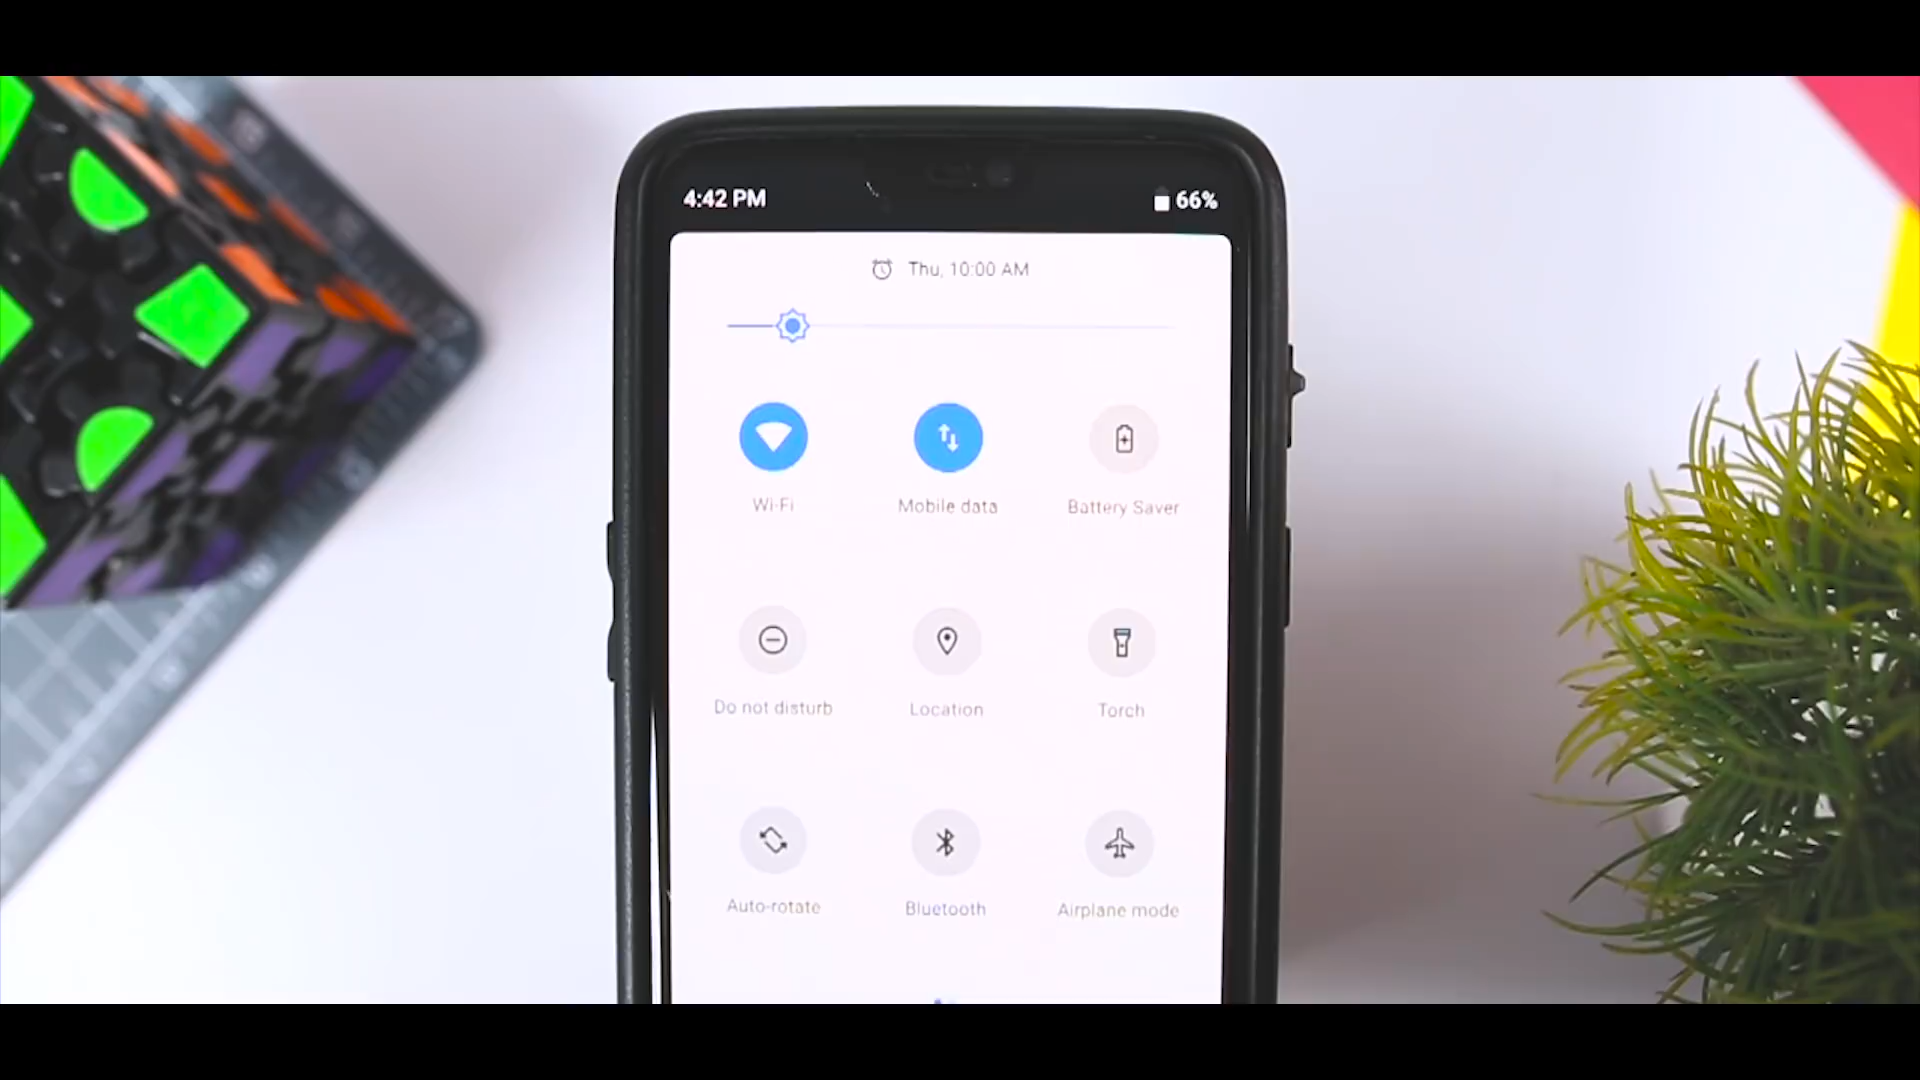 4:42 PM 66%
Thu, 10:00 AM
Wi-Fi Mobile data Battery Saver
Do not disturb Location Torch
Auto-rotate Bluetooth Airplane mode